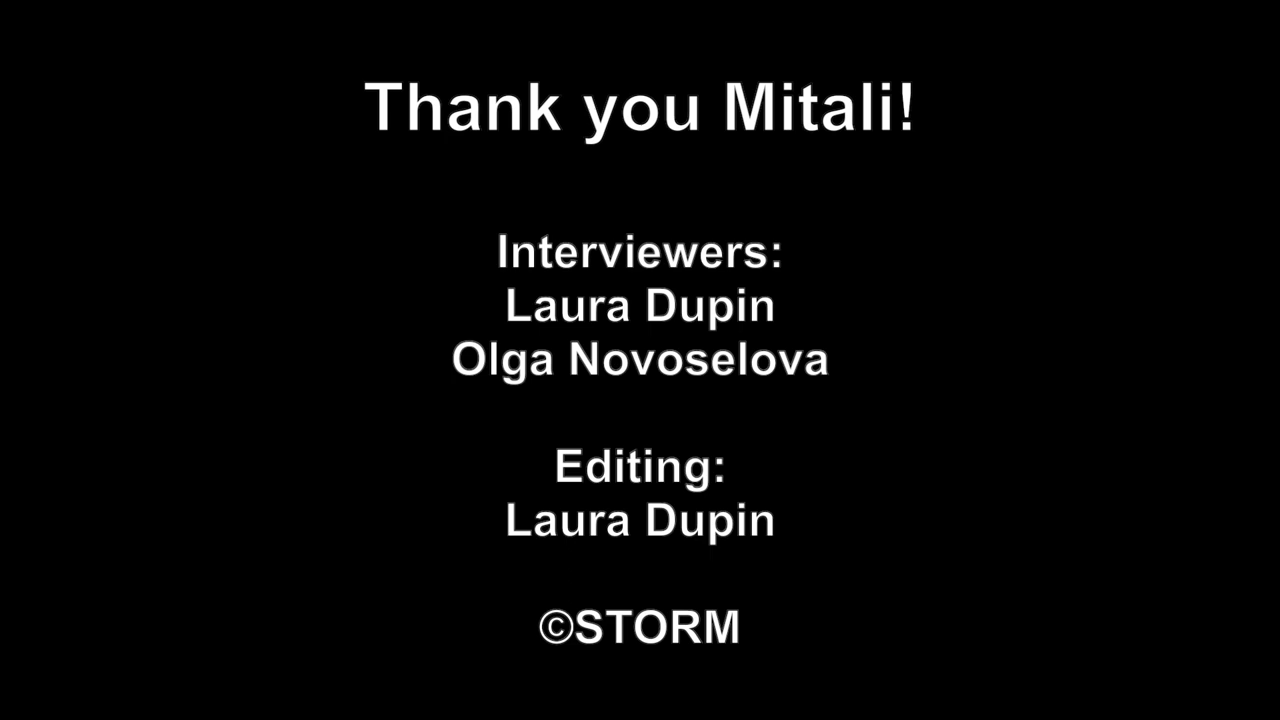 Thank you Mitali!
Interviewers:
Laura Dupin
Olga Novoselova
Editing:
Laura Dupin
©STORM